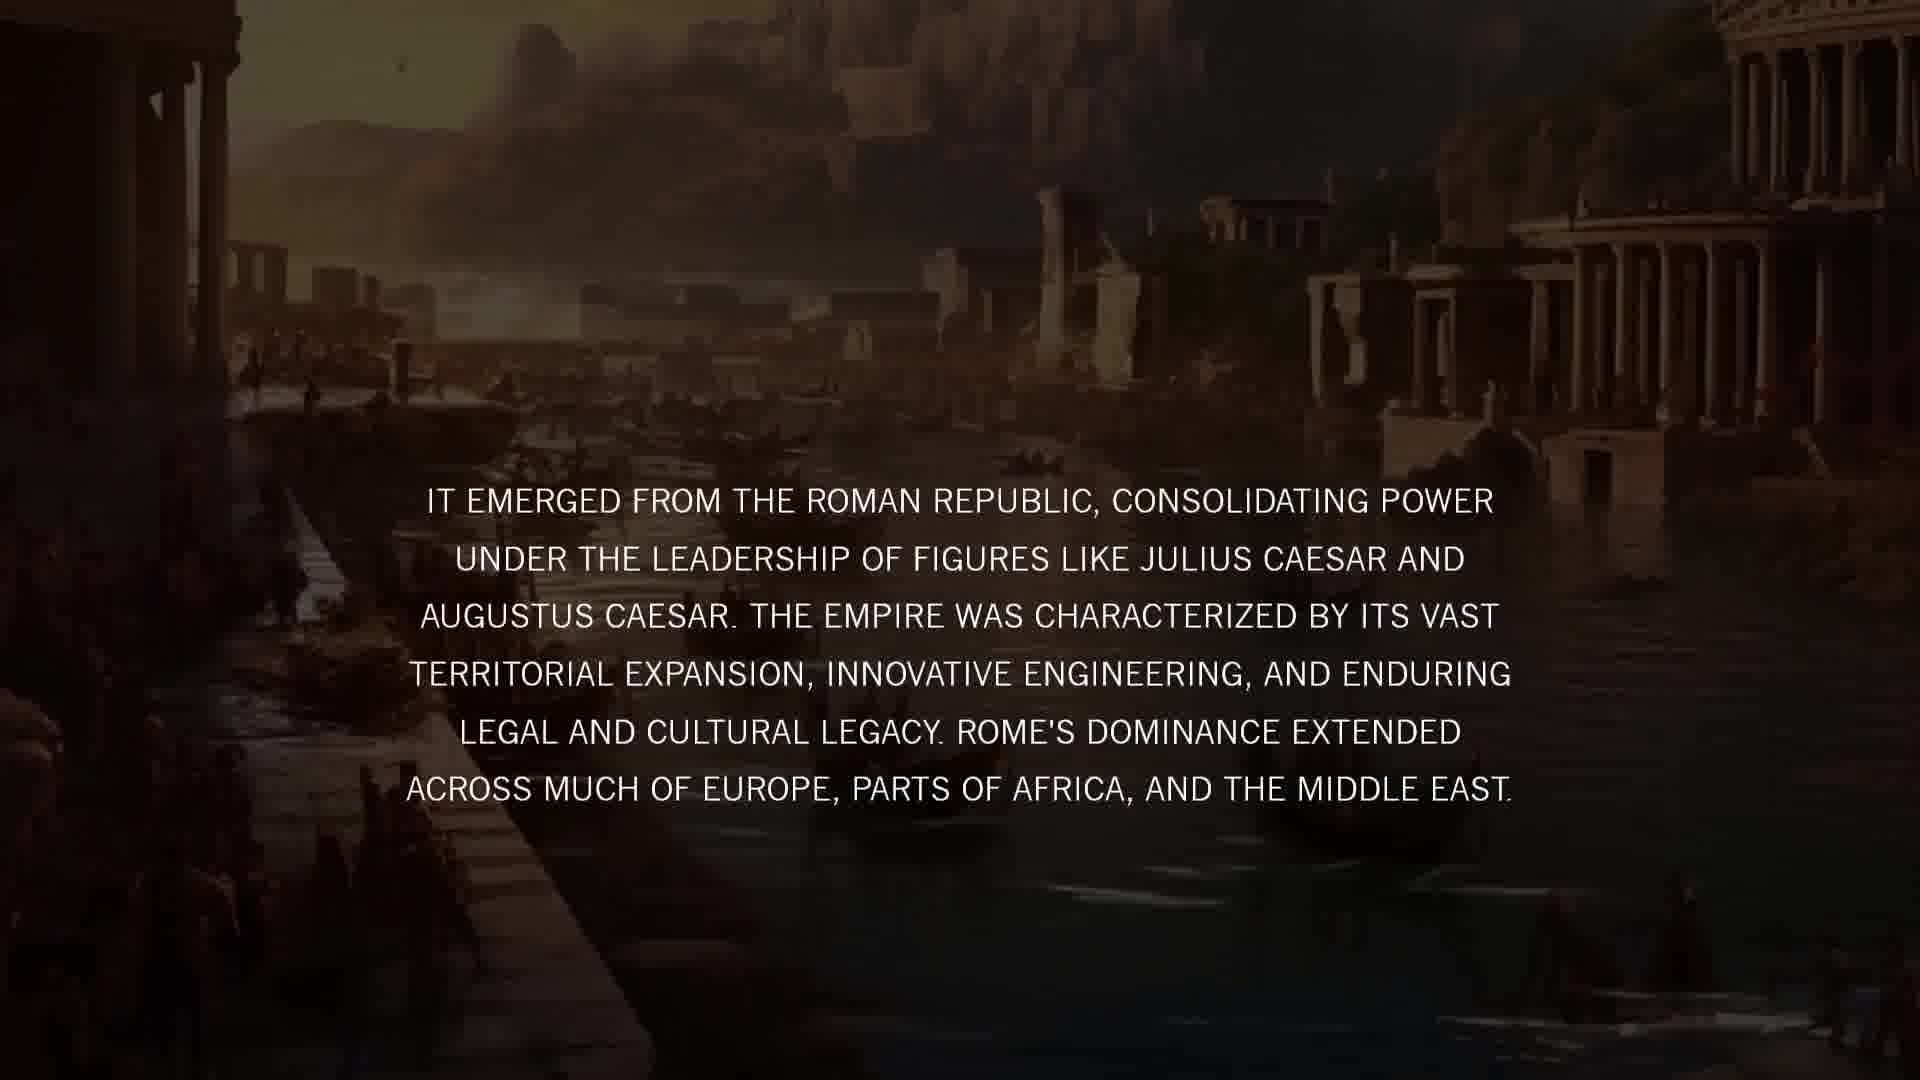 IT EMERGED FROM THE ROMAN REPUBLIC, CONSOLIDATING POWER
UNDER THE LEADERSHIP OF FIGURES LIKE JULIUS CAESAR AND
AUGUSTUS CAESAR. THE EMPIRE WAS CHARACTERIZED BY ITS VAST
TERRITORIAL EXPANSION, INNOVATIVE ENGINEERING, AND ENDURING
LEGAL AND CULTURAL LEGACY. ROME'S DOMINANCE EXTENDED
ACROSS MUCH OF EUROPE, PARTS OF AFRICA, AND THE MIDDLE EAST.